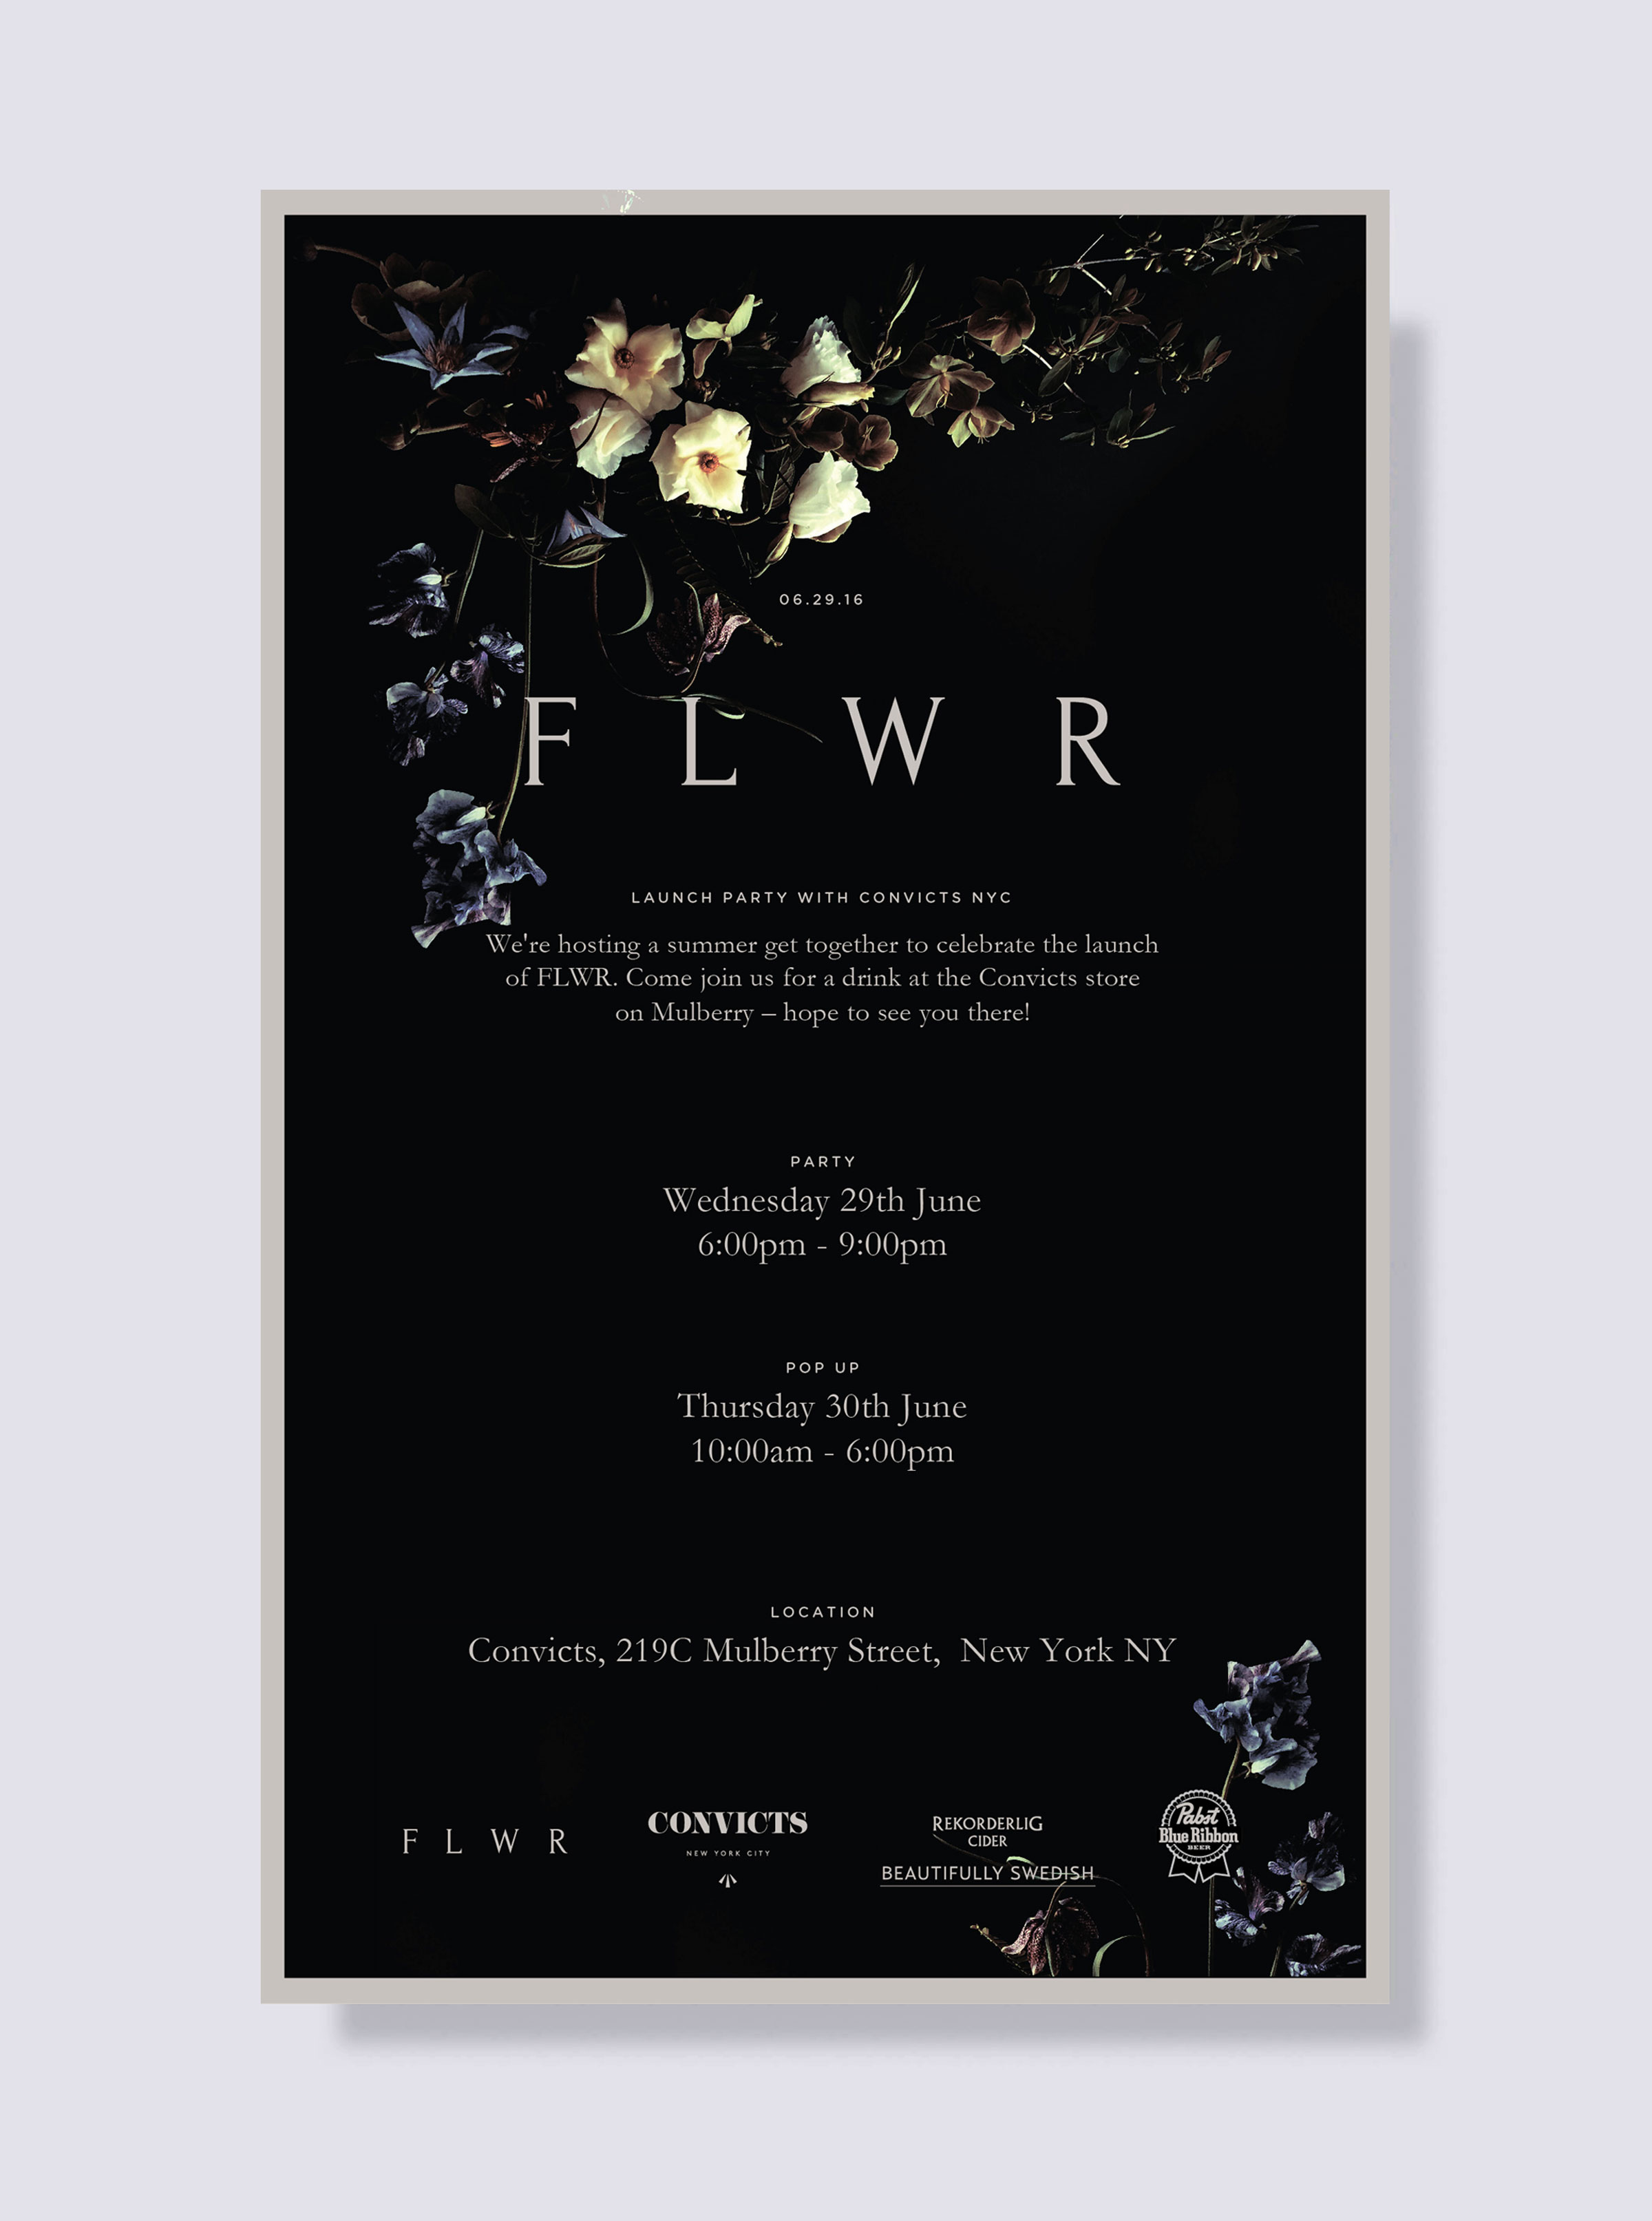 06.29.16
F L W R
LAUNCH PARTY WITH CONVICTS NYC
We're hosting a summer get together to celebrate the launch
of FLWR. Come join us for a drink at the Convicts store
on Mulberry – hope to see you there!
PARTY
Wednesday 29th June
6:00pm - 9:00pm
POP UP
Thursday 30th June
10:00am - 6:00pm
LOCATION
Convicts, 219C Mulberry Street, New York NY
F L W R
CONVICTS
NEW YORK CITY
REKORDERLIG
CIDER
BEAUTIFULLY SWEDISH
Pabst
Blue Ribbon
BEER